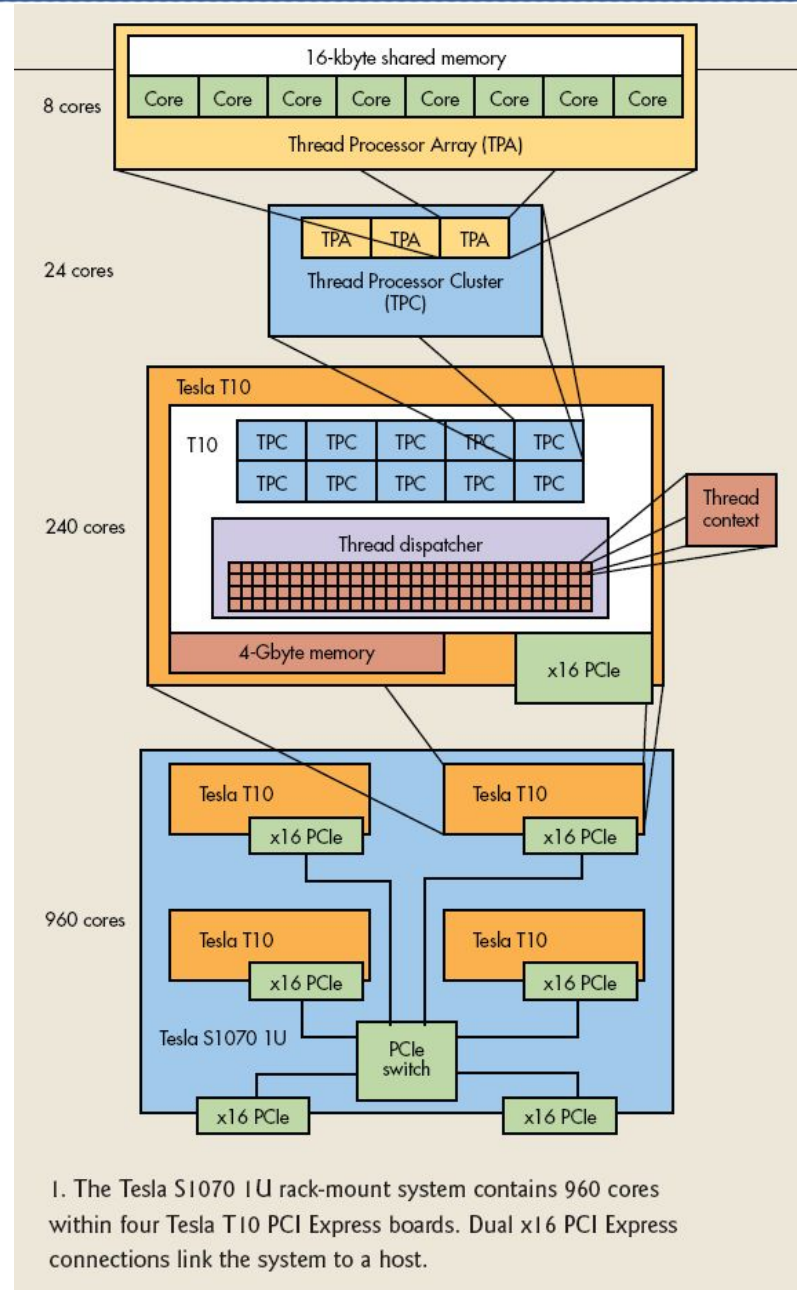 16-kbyte shared memory
Core Core Core Core Core Core Core Core
8 cores
Thread Processor Array (TPA)
TPA TPA TPA
24 cores
Thread Processor Cluster
(TPC)
Tesla T10
T10
TPC TPC TPC TPC TPC
TPC TPC TPC TPC TPC
Thread
context
240 cores
Thread dispatcher
4-Gbyte memory
x16 PCIe
Tesla T10
Tesla T10
x16 PCIe
x16 PCIe
960 cores
Tesla T10
Tesla T10
x16 PCIe
x16 PCIe
Tesla S1070 1U
PCIe
switch
x16 PCIe
x16 PCIe
1. The Tesla S1070 1U rack-mount system contains 960 cores
within four Tesla T10 PCI Express boards. Dual x16 PCI Express
connections link the system to a host.